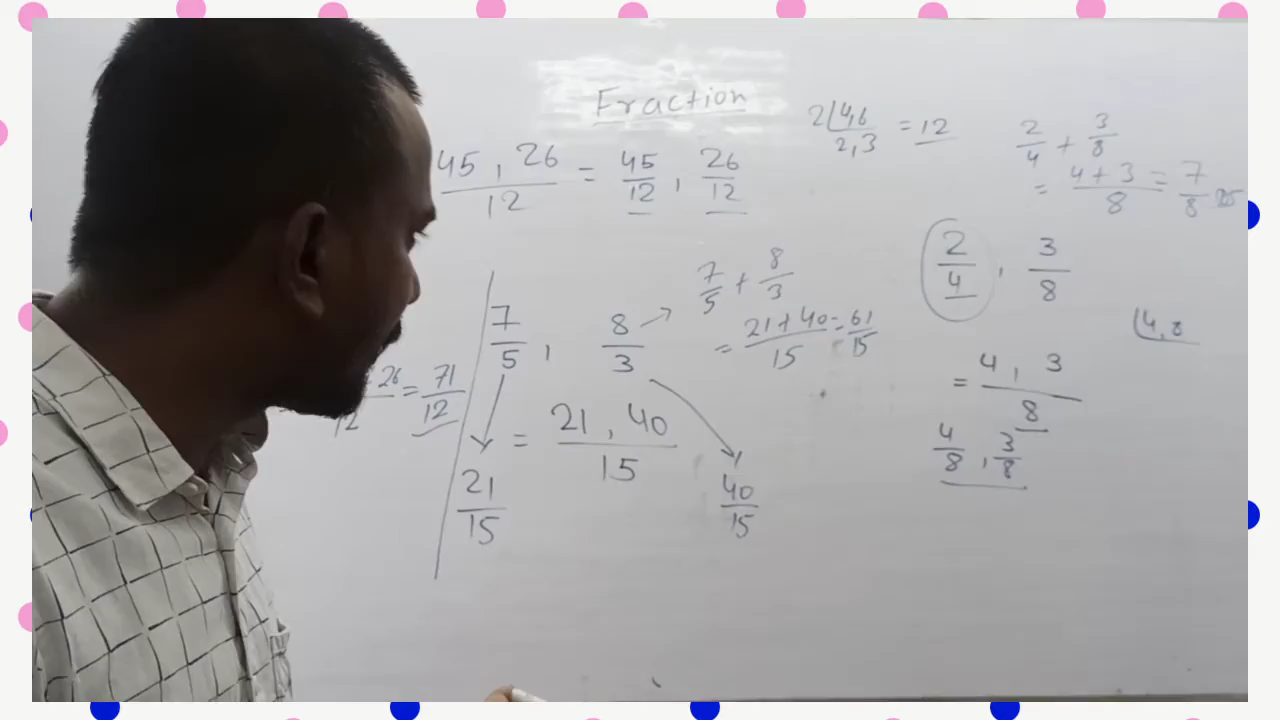 Fraction
45 , 26 / 12 = 45/12 , 26/12
2 | 4, 6 = 12
2, 3
2/4 + 3/8
= 4 + 3 / 8 = 7/8
26 / 12 = 71/12
7/5 , 8/3
7/5 + 8/3
= 21 + 40 / 15 = 61/15
= 21 , 40 / 15
21/15
40/15
2/4 , 3/8
4, 8
= 4 , 3 / 8
4/8 , 3/8